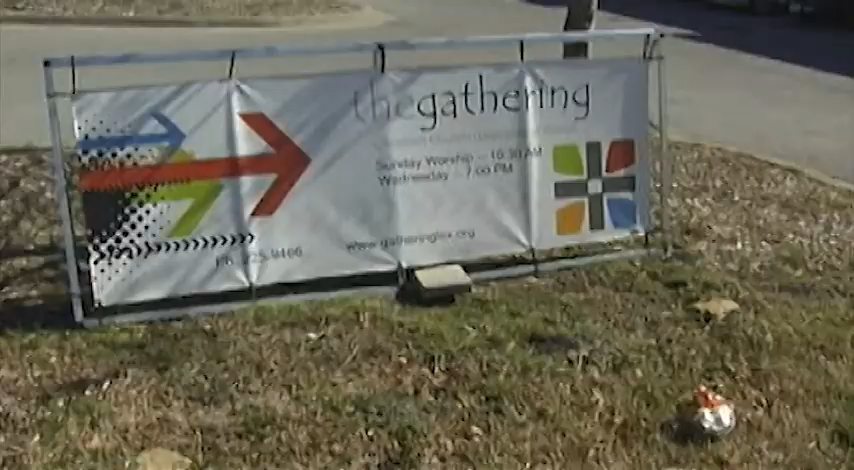 thegathering
Sunday Worship - 10:30 AM
Wednesday - 7:00 PM
www.gatheringlex.org